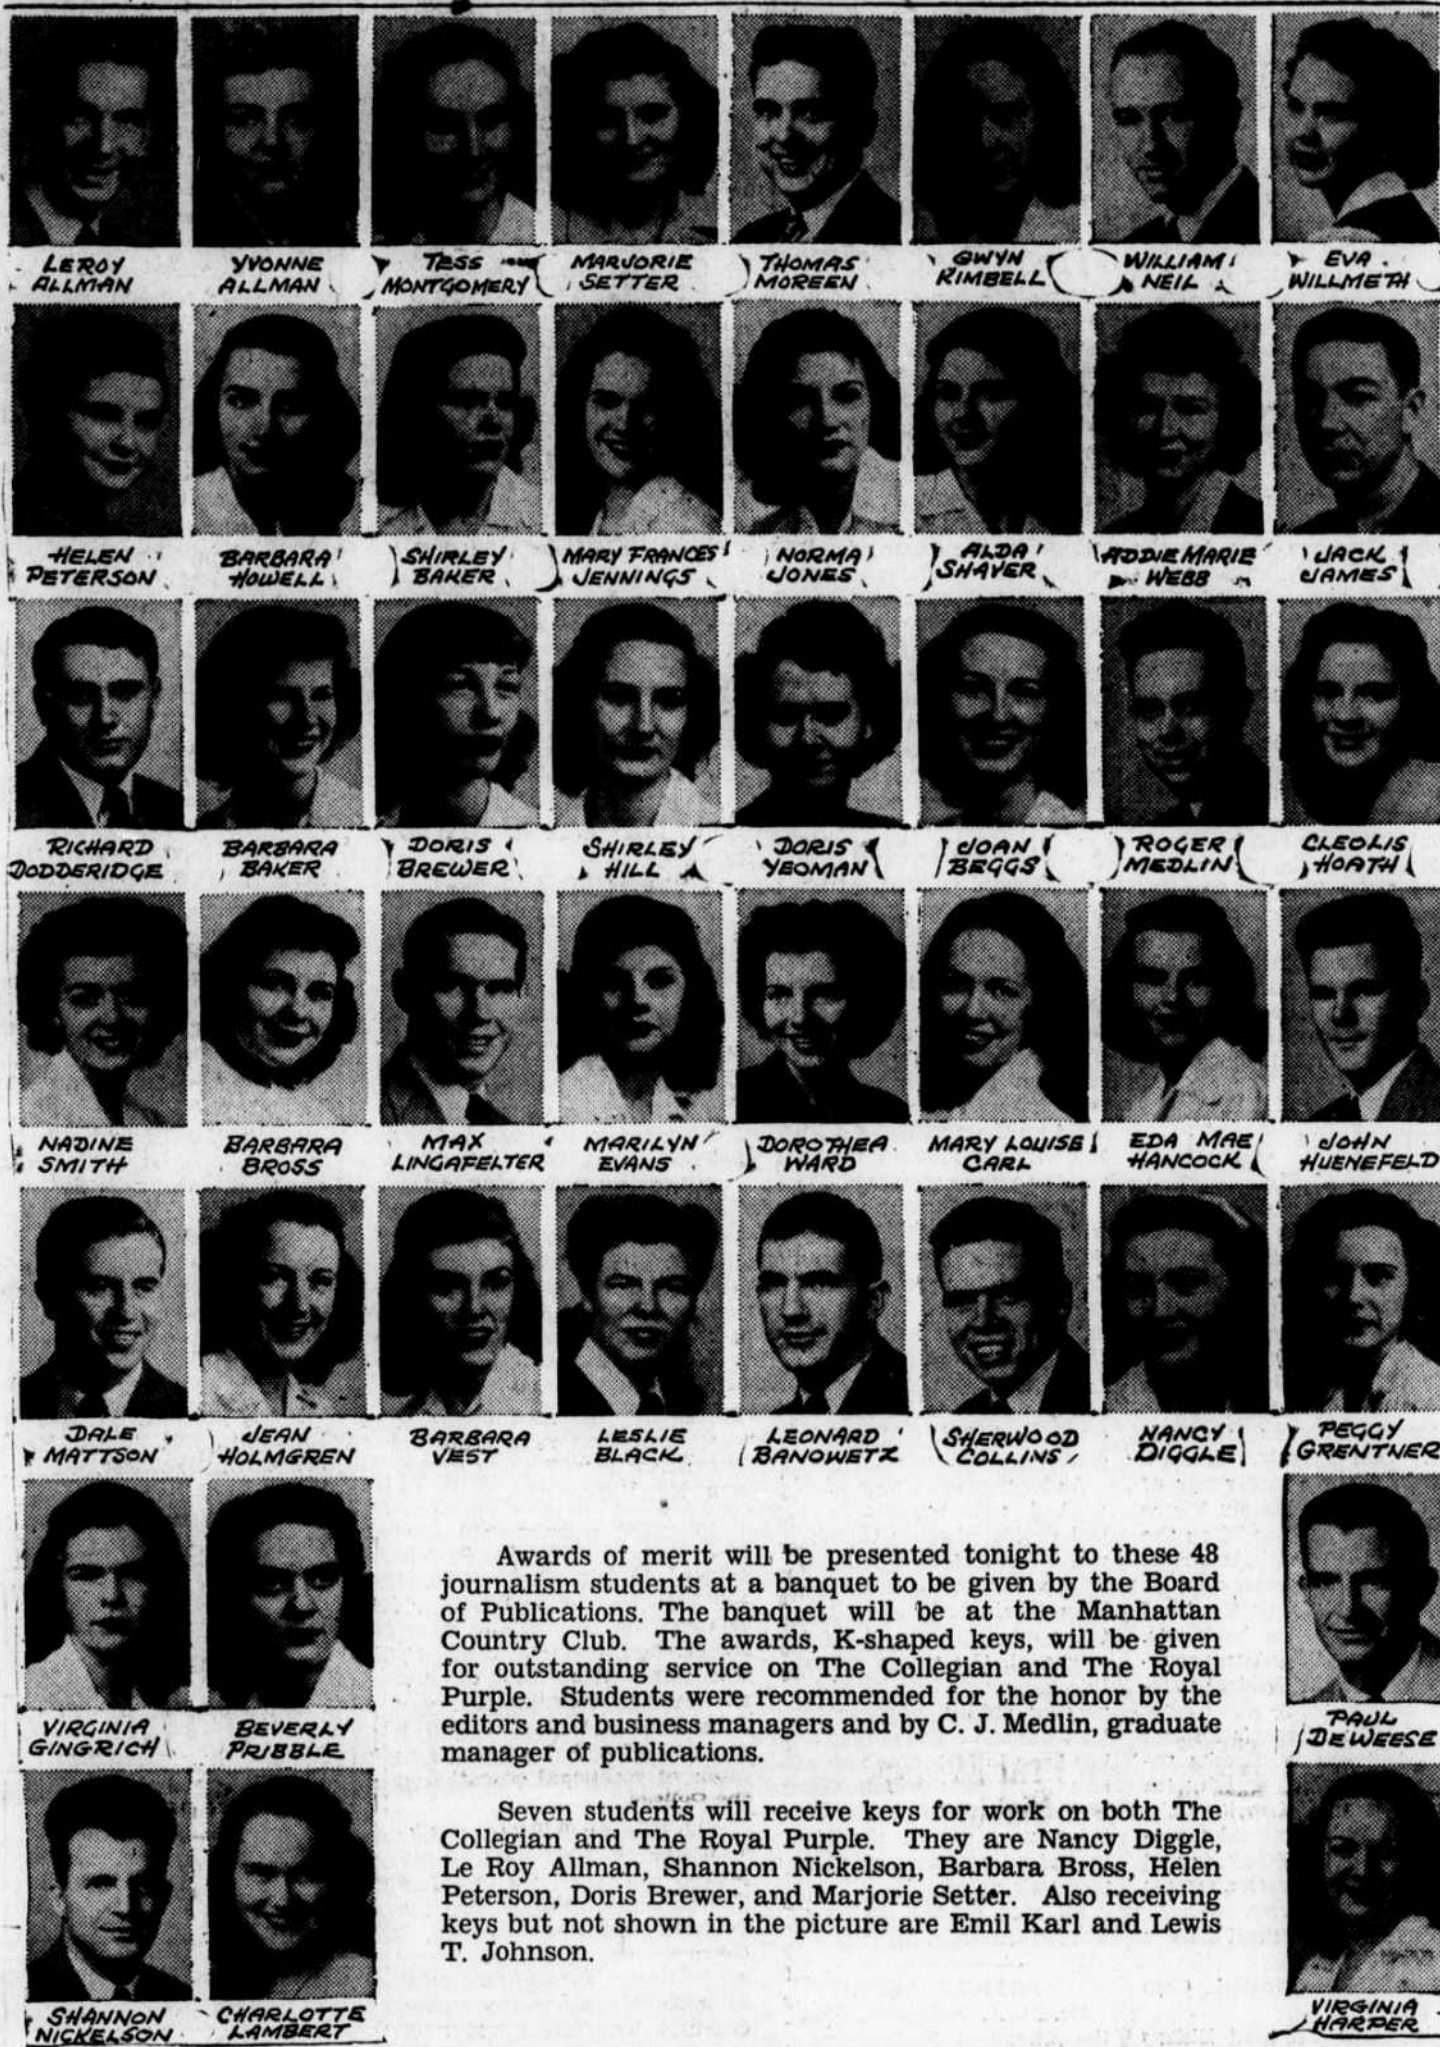 LEROY ALLMAN
YVONNE ALLMAN
TESS MONTGOMERY
MARJORIE SETTER
THOMAS MOREEN
GWYN KIMBELL
WILLIAM NEIL
EVA WILLMETH
HELEN PETERSON
BARBARA HOWELL
SHIRLEY BAKER
MARY FRANCES JENNINGS
NORMA JONES
ALDA SHAVER
ADDIE MARIE WEBB
JACK JAMES
RICHARD DODDERIDGE
BARBARA BAKER
DORIS BREWER
SHIRLEY HILL
DORIS YEOMAN
JOAN BEGGS
ROGER MEDLIN
CLEOLIS HOATH
NADINE SMITH
BARBARA BROSS
MAX LINGAFELTER
MARILYN EVANS
DOROTHEA WARD
MARY LOUISE CARL
EDA MAE HANCOCK
JOHN HUENEFELD
DALE MATTSON
JEAN HOLMGREN
BARBARA VEST
LESLIE BLACK
LEONARD BANOWETZ
SHERWOOD COLLINS
NANCY DIGGLE
PEGGY GRENTNER
VIRGINIA GINGRICH
BEVERLY PRIBBLE
PAUL DEWEESE
SHANNON NICKELSON
CHARLOTTE LAMBERT
VIRGINIA HARPER
Awards of merit will be presented tonight to these 48
journalism students at a banquet to be given by the Board
of Publications. The banquet will be at the Manhattan
Country Club. The awards, K-shaped keys, will be given
for outstanding service on The Collegian and The Royal
Purple. Students were recommended for the honor by the
editors and business managers and by C. J. Medlin, graduate
manager of publications.
Seven students will receive keys for work on both The
Collegian and The Royal Purple. They are Nancy Diggle,
Le Roy Allman, Shannon Nickelson, Barbara Bross, Helen
Peterson, Doris Brewer, and Marjorie Setter. Also receiving
keys but not shown in the picture are Emil Karl and Lewis
T. Johnson.